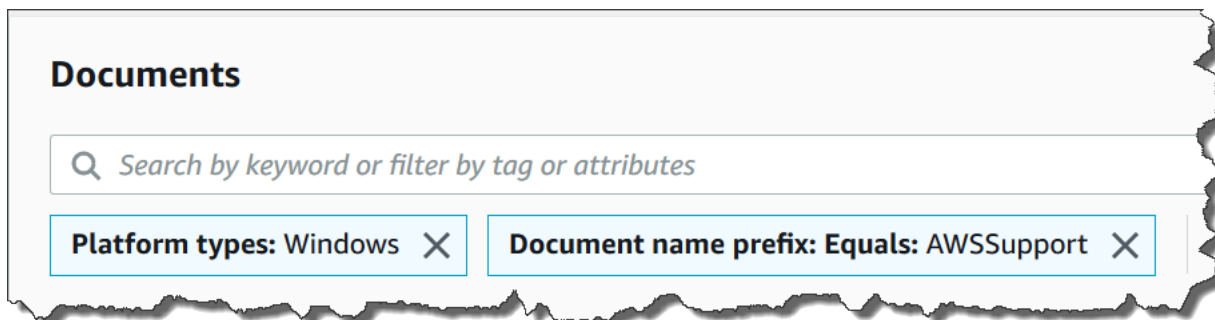 Documents
Search by keyword or filter by tag or attributes
Platform types: Windows Document name prefix: Equals: AWSSupport